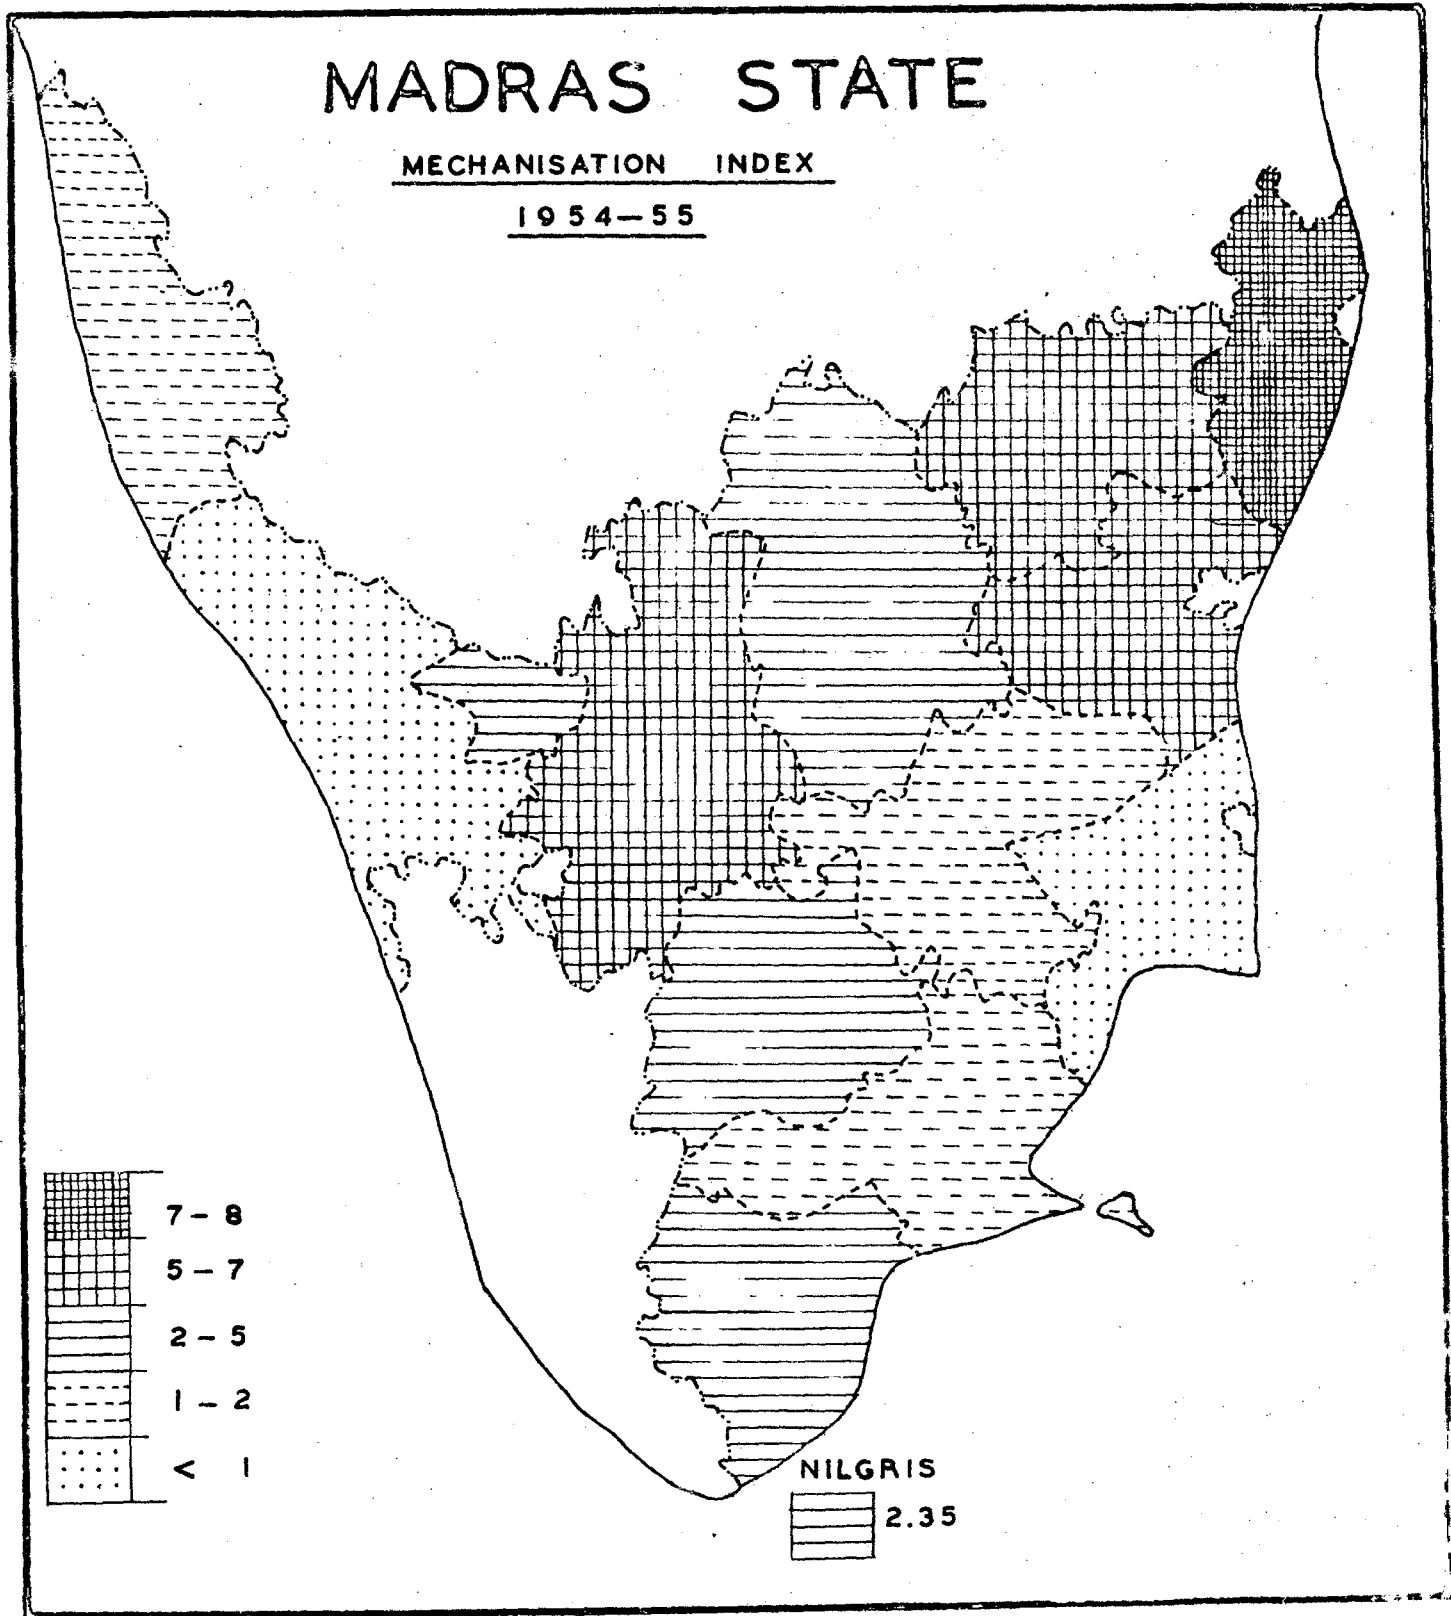 MADRAS STATE
MECHANISATION INDEX
1954-55
7-8
5-7
2-5
1-2
< 1
NILGRIS
2.35